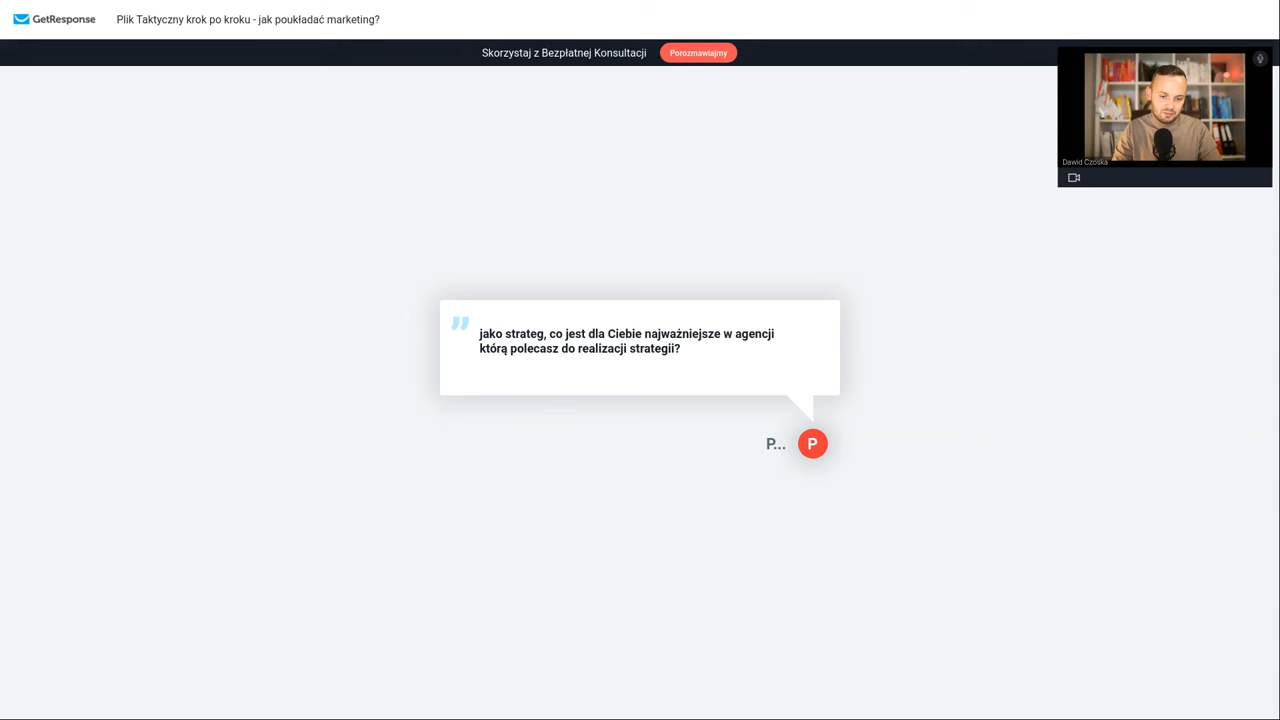 GetResponse
Plik Taktyczny krok po kroku - jak poukładać marketing?
Skorzystaj z Bezpłatnej Konsultacji
Porozmawiajmy
Dawid Czoska
jako strateg, co jest dla Ciebie najważniejsze w agencji
którą polecasz do realizacji strategii?
P...
P